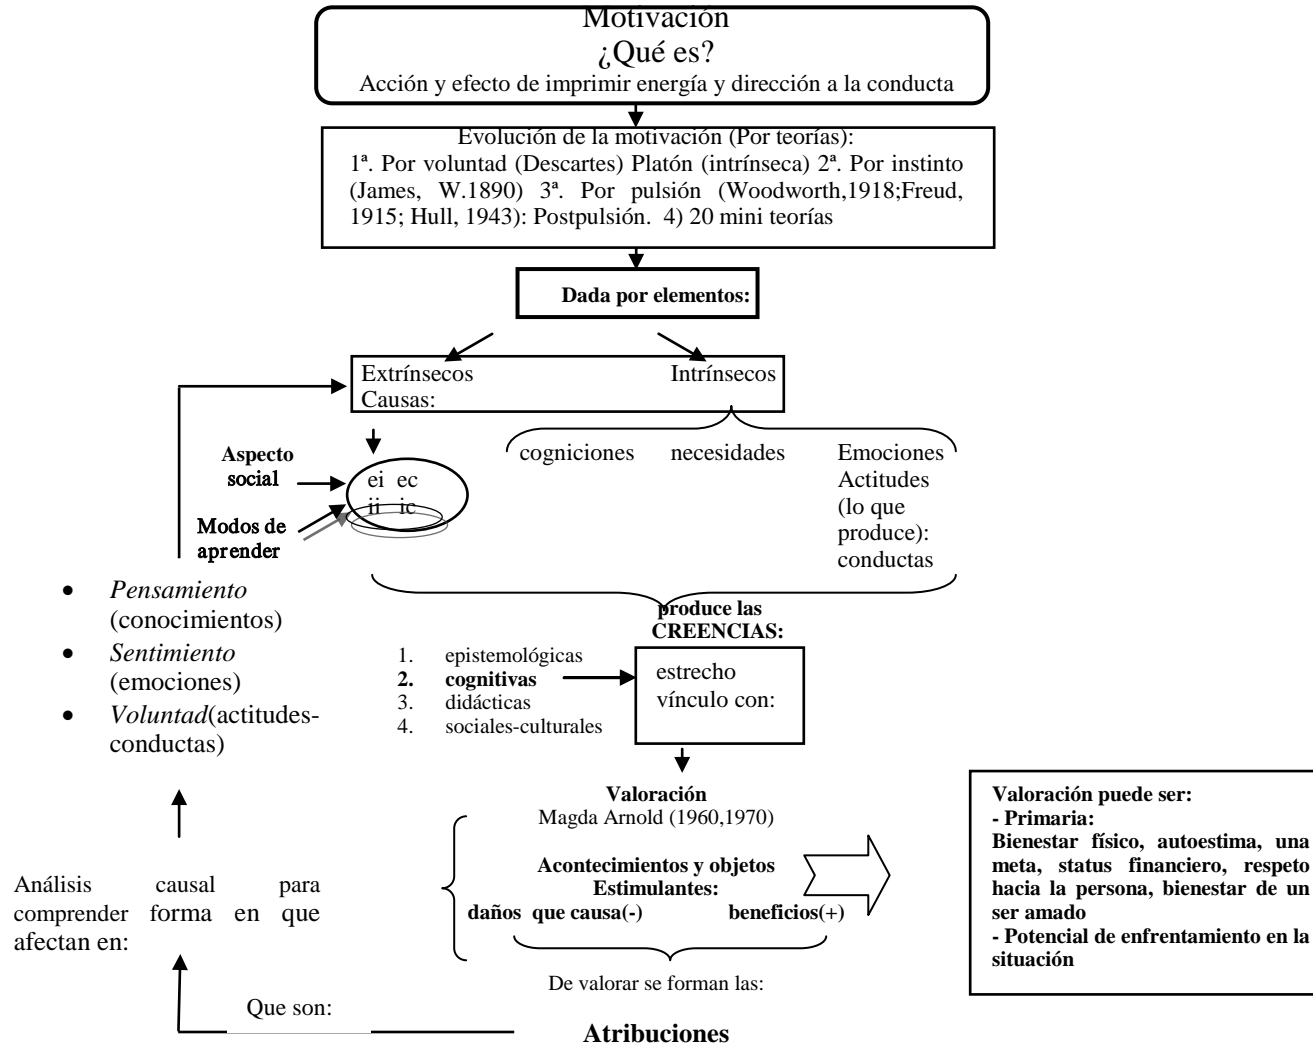 Motivación
¿Qué es?
Acción y efecto de imprimir energía y dirección a la conducta
Evolución de la motivación (Por teorías):
1ª. Por voluntad (Descartes) Platón (intrínseca) 2ª. Por instinto
(James, W.1890) 3ª. Por pulsión (Woodworth,1918;Freud,
1915; Hull, 1943): Postpulsión. 4) 20 mini teorías
Dada por elementos:
Extrínsecos Intrínsecos
Causas:
Aspecto
social
ei ec
ii ic
Modos de
aprender
cogniciones necesidades Emociones
Actitudes
(lo que
produce):
conductas
• Pensamiento
(conocimientos)
• Sentimiento
(emociones)
• Voluntad(actitudes-
conductas)
produce las
CREENCIAS:
1. epistemológicas
2. cognitivas
3. didácticas
4. sociales-culturales
estrecho
vínculo con:
Valoración
Magda Arnold (1960,1970)
Acontecimientos y objetos
Estimulantes:
daños que causa(-) beneficios(+)
Valoración puede ser:
- Primaria:
Bienestar físico, autoestima, una
meta, status financiero, respeto
hacia la persona, bienestar de un
ser amado
- Potencial de enfrentamiento en la
situación
Análisis causal para
comprender forma en que
afectan en:
De valorar se forman las:
Que son:
Atribuciones